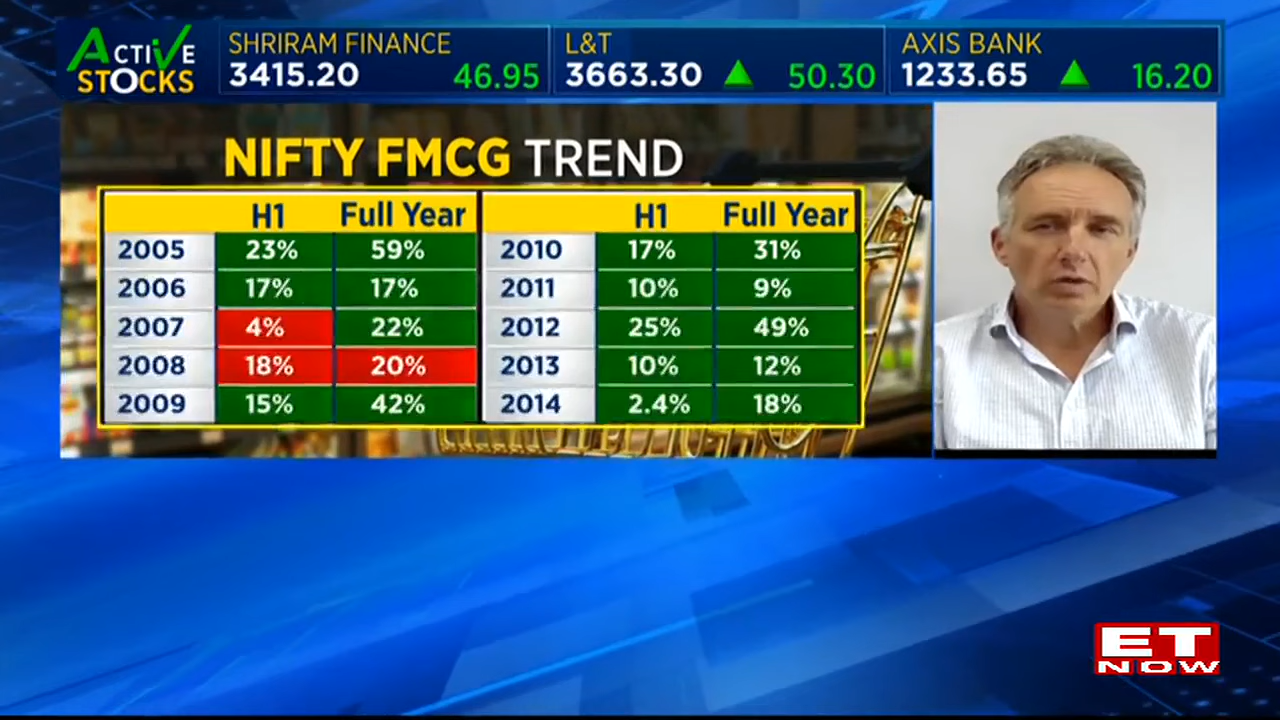 ACTIVE STOCKS
SHRIRAM FINANCE
3415.20 46.95
L&T
3663.30 50.30
AXIS BANK
1233.65 16.20
NIFTY FMCG TREND
H1 Full Year
2005 23% 59%
2006 17% 17%
2007 4% 22%
2008 18% 20%
2009 15% 42%
H1 Full Year
2010 17% 31%
2011 10% 9%
2012 25% 49%
2013 10% 12%
2014 2.4% 18%
ET
NOW